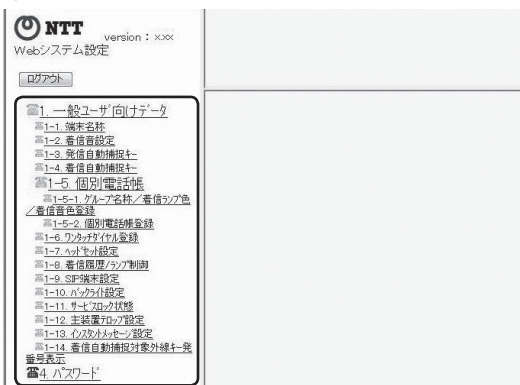 NTT
version：xxx
Webシステム設定
ログアウト
1. 一般ユーザ向けデータ
1-1. 端末名称
1-2. 着信音設定
1-3. 発信自動捕捉キー
1-4. 着信自動捕捉キー
1-5. 個別電話帳
1-5-1. グループ名称／着信ランプ色
／着信音色登録
1-5-2. 個別電話帳登録
1-6. ワンタッチダイヤル登録
1-7. ヘッドセット設定
1-8. 着信履歴/ランプ制御
1-9. SIP端末設定
1-10. バックライト設定
1-11. サービスロック状態
1-12. 主装置テロップ設定
1-13. インスタントメッセージ設定
1-14. 着信自動捕捉対象外線キー発
番号表示
4. パスワード